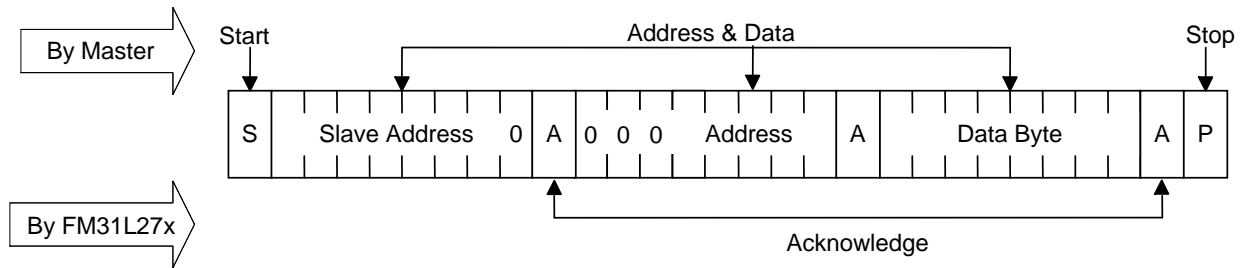 By Master
Start
Address & Data
Stop
S Slave Address 0 A 0 0 0 Address A Data Byte A P
By FM31L27x
Acknowledge